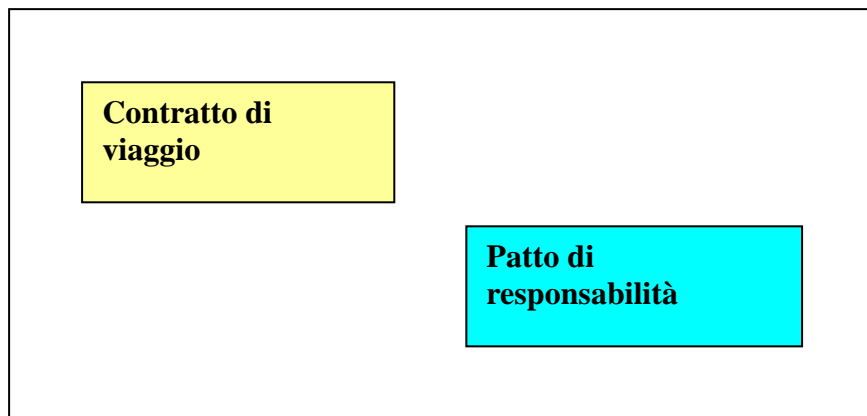 Contratto di
viaggio
Patto di
responsabilità